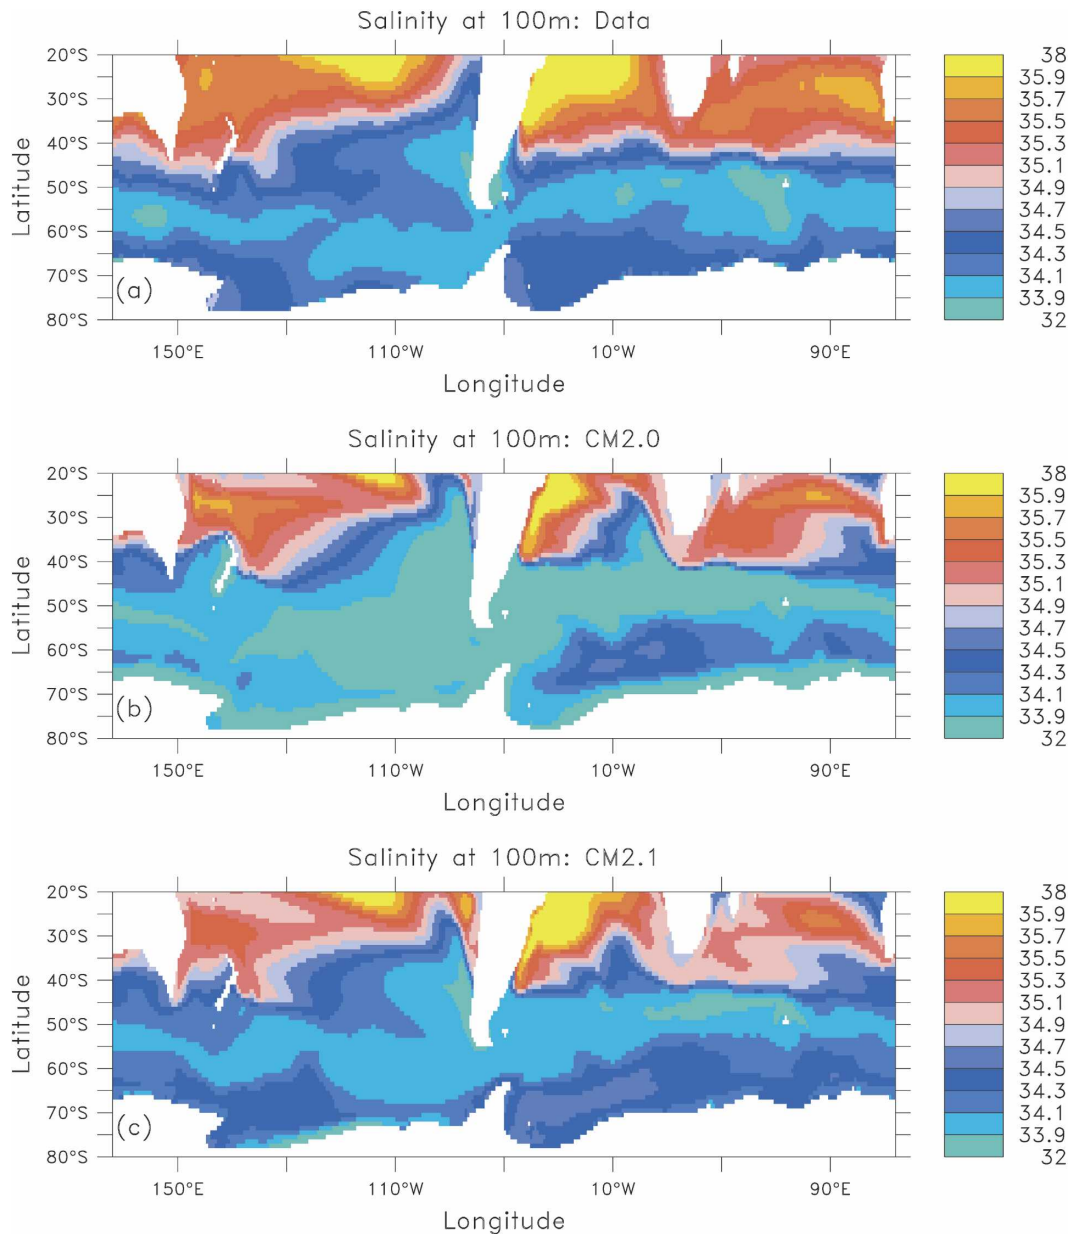 Salinity at 100m: Data
20°S
30°S
40°S
50°S
60°S
70°S
80°S
Latitude
(a)
150°E
110°W
10°W
90°E
Longitude
38
35.9
35.7
35.5
35.3
35.1
34.9
34.7
34.5
34.3
34.1
33.9
32
Salinity at 100m: CM2.0
20°S
30°S
40°S
50°S
60°S
70°S
80°S
Latitude
(b)
150°E
110°W
10°W
90°E
Longitude
38
35.9
35.7
35.5
35.3
35.1
34.9
34.7
34.5
34.3
34.1
33.9
32
Salinity at 100m: CM2.1
20°S
30°S
40°S
50°S
60°S
70°S
80°S
Latitude
(c)
150°E
110°W
10°W
90°E
Longitude
38
35.9
35.7
35.5
35.3
35.1
34.9
34.7
34.5
34.3
34.1
33.9
32